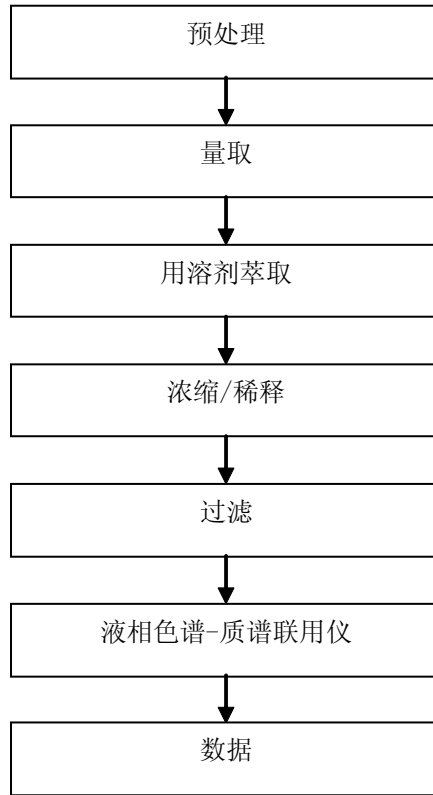 预处理
量取
用溶剂萃取
浓缩/稀释
过滤
液相色谱-质谱联用仪
数据